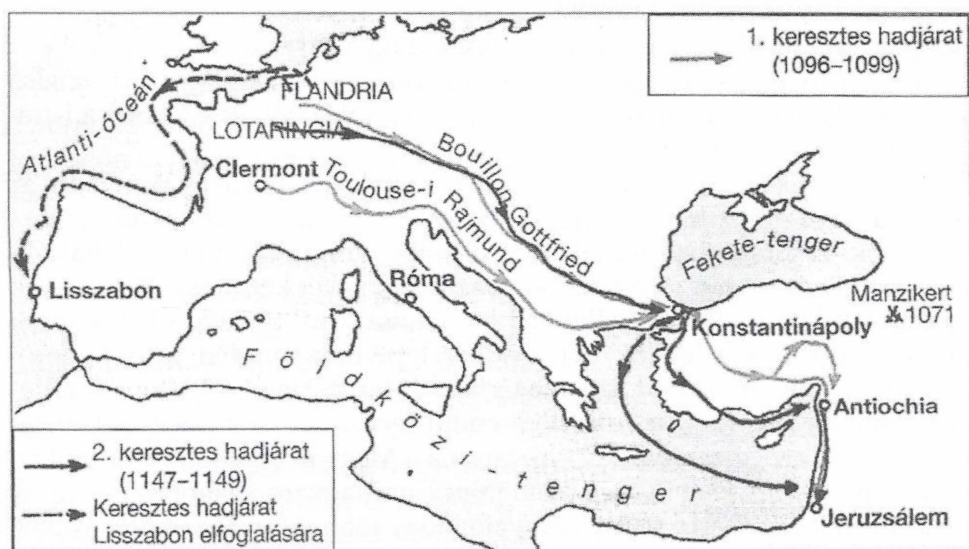 1. keresztes hadjárat
(1096–1099)
FLANDRIA
LOTARINGIA
Atlanti-óceán
Clermont
Toulouse-i
Rajmund
Bouillon
Gottfried
Fekete-tenger
Manzikert
1071
Lisszabon
Róma
Konstantinápoly
Földközi-tenger
Antiochia
Jeruzsálem
2. keresztes hadjárat
(1147–1149)
Keresztes hadjárat
Lisszabon elfoglalására